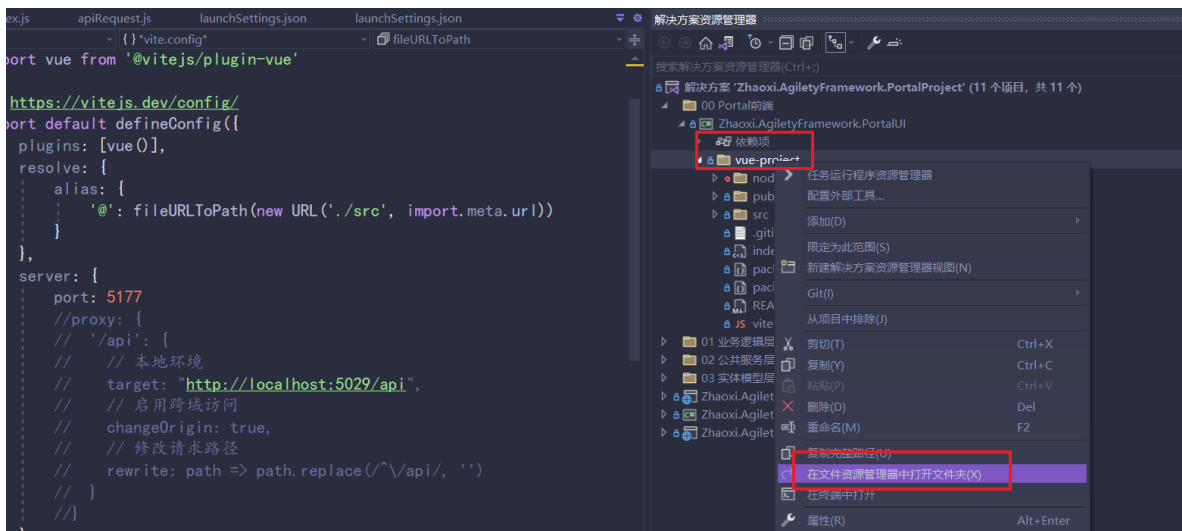 ex.js apiRequest.js launchSettings.json launchSettings.json
{ } "vite.config" fileURLToPath
port vue from '@vitejs/plugin-vue'
https://vitejs.dev/config/
port default defineConfig({
plugins: [vue()],
resolve: {
alias: {
'@': fileURLToPath(new URL('./src', import.meta.url))
}
},
server: {
port: 5177
//proxy: {
// '/api': {
// // 本地环境
// target: "http://localhost:5029/api",
// // 启用跨域访问
// changeOrigin: true,
// // 修改请求路径
// rewrite: path => path.replace(/^\/api/, '')
// }
//}
解决方案资源管理器
搜索解决方案资源管理器(Ctrl+;)
解决方案 'Zhaoxi.AgiletyFramework.PortalProject' (11 个项目，共 11 个)
00 Portal前端
Zhaoxi.AgiletyFramework.PortalUI
依赖项
vue-project
nod
pub
src
.giti
inde
pac
pac
REA
JS vite
01 业务逻辑层
02 公共服务层
03 实体模型层
Zhaoxi.Agilet
Zhaoxi.Agilet
Zhaoxi.Agilet
任务运行程序资源管理器
配置外部工具...
添加(D)
限定为此范围(S)
新建解决方案资源管理器视图(N)
Git(I)
从项目中排除(J)
剪切(T) Ctrl+X
复制(Y) Ctrl+C
粘贴(P) Ctrl+V
删除(D) Del
重命名(M) F2
复制完整路径(U)
在文件资源管理器中打开文件夹(X)
在终端中打开
属性(R) Alt+Enter